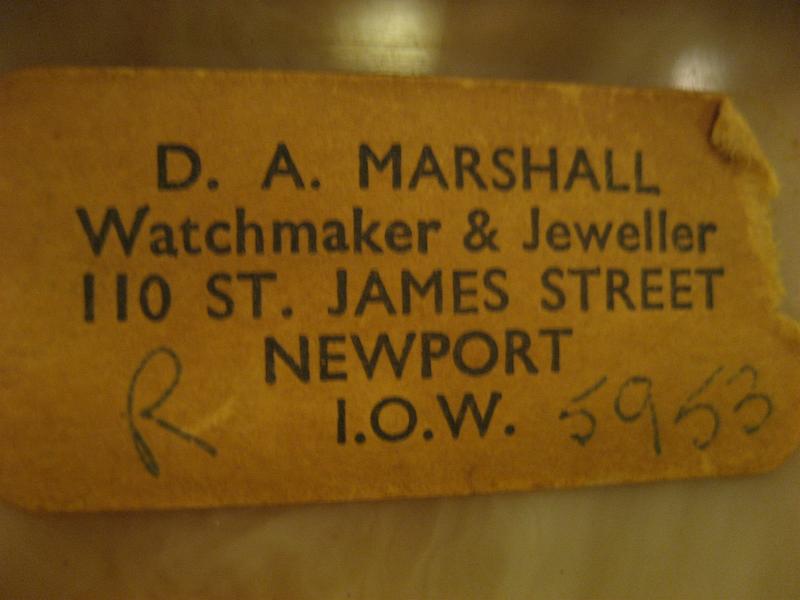 D. A. MARSHALL
Watchmaker & Jeweller
110 ST. JAMES STREET
NEWPORT
I.O.W.
R 5953